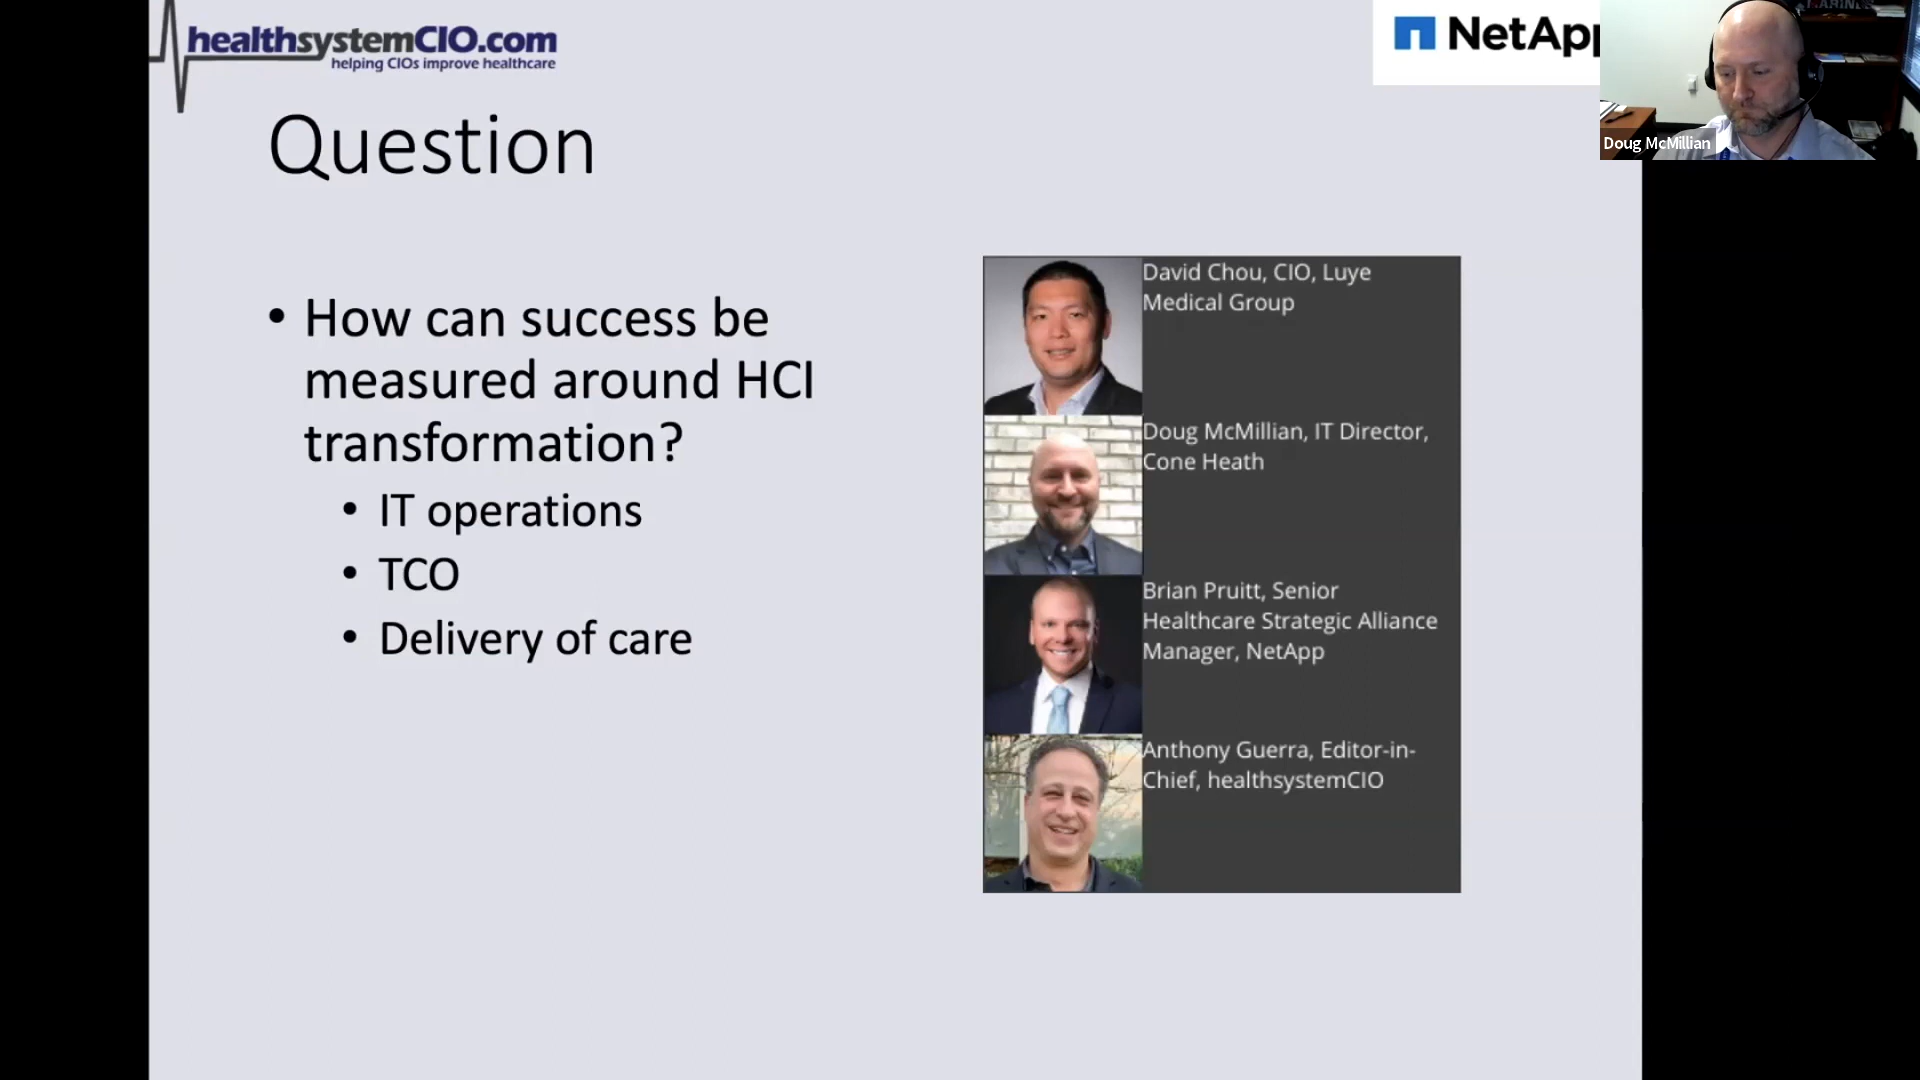 healthsystemCIO.com
helping CIOs improve healthcare
NetApp
Doug McMillian
Question
• How can success be
measured around HCI
transformation?
• IT operations
• TCO
• Delivery of care
David Chou, CIO, Luye
Medical Group
Doug McMillian, IT Director,
Cone Heath
Brian Pruitt, Senior
Healthcare Strategic Alliance
Manager, NetApp
Anthony Guerra, Editor-in-
Chief, healthsystemCIO